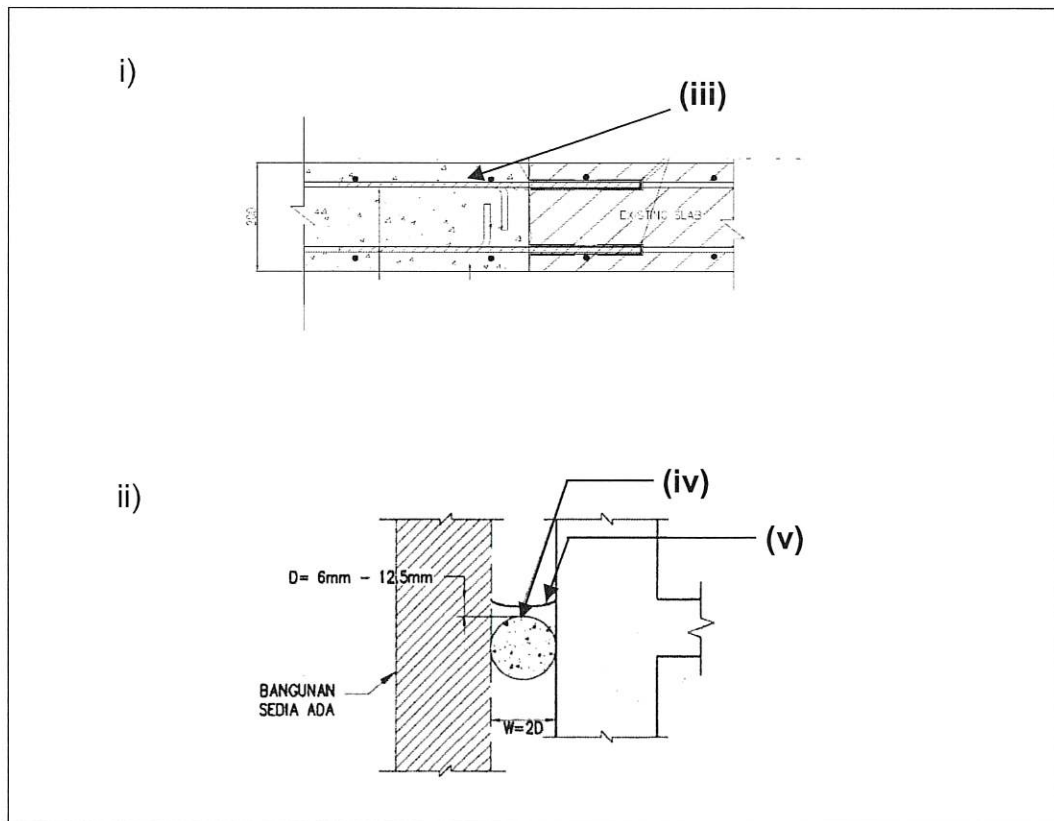 i)
(iii)
200
EXISTING SLAB
ii)
(iv)
(v)
D= 6mm - 12.5mm
BANGUNAN
SEDIA ADA
W=2D